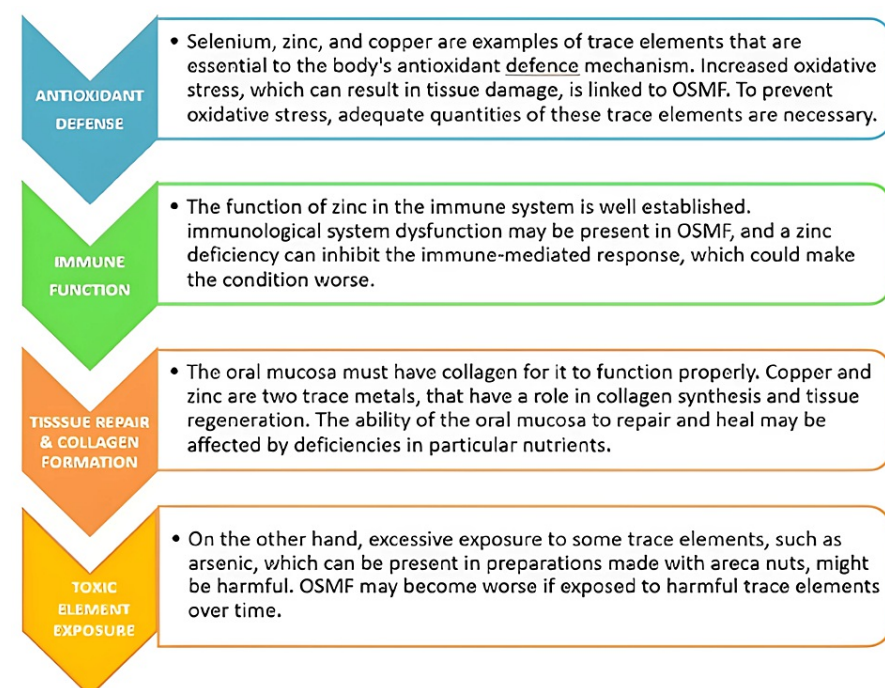 ANTIOXIDANT
DEFENSE
• Selenium, zinc, and copper are examples of trace elements that are
essential to the body's antioxidant defence mechanism. Increased oxidative
stress, which can result in tissue damage, is linked to OSMF. To prevent
oxidative stress, adequate quantities of these trace elements are necessary.
IMMUNE
FUNCTION
• The function of zinc in the immune system is well established.
immunological system dysfunction may be present in OSMF, and a zinc
deficiency can inhibit the immune-mediated response, which could make
the condition worse.
TISSSUE REPAIR
& COLLAGEN
FORMATION
• The oral mucosa must have collagen for it to function properly. Copper and
zinc are two trace metals, that have a role in collagen synthesis and tissue
regeneration. The ability of the oral mucosa to repair and heal may be
affected by deficiencies in particular nutrients.
TOXIC
ELEMENT
EXPOSURE
• On the other hand, excessive exposure to some trace elements, such as
arsenic, which can be present in preparations made with areca nuts, might
be harmful. OSMF may become worse if exposed to harmful trace elements
over time.